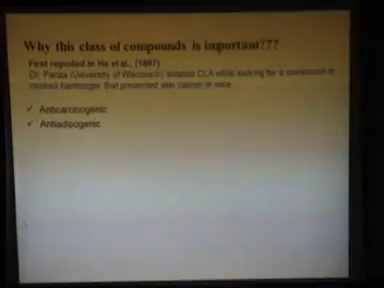 Why this class of compounds is important???
First reported in Ha et al., (1987)
Dr. Pariza (University of Wisconsin) isolated CLA while looking for a compound in
cooked hamburger that prevented skin cancer in mice
✓ Anticarcinogenic
✓ Antiadipogenic